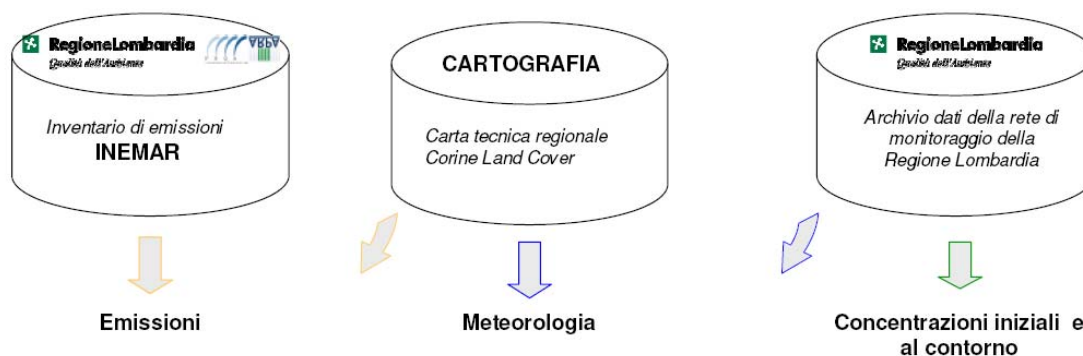 RegioneLombardia
Qualità dell'Ambiente
ARPA
Inventario di emissioni
INEMAR
CARTOGRAFIA
Carta tecnica regionale
Corine Land Cover
RegioneLombardia
Qualità dell'Ambiente
Archivio dati della rete di
monitoraggio della
Regione Lombardia
Emissioni
Meteorologia
Concentrazioni iniziali e
al contorno